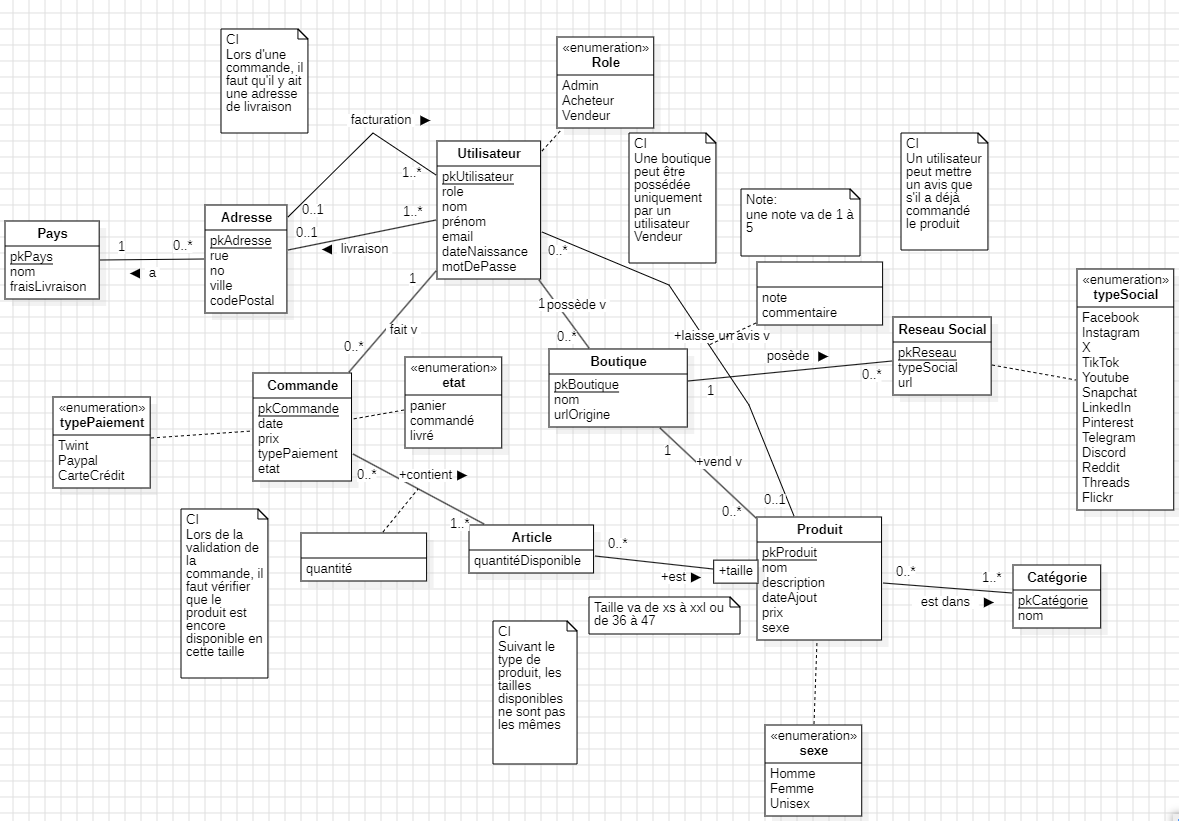 CI
Lors d'une
commande, il
faut qu'il y ait
une adresse
de livraison
«enumeration»
Role
Admin
Acheteur
Vendeur
facturation ►
1..*
0..1
Utilisateur
pkUtilisateur
role
nom
prénom
email
dateNaissance
motDePasse
CI
Une boutique
peut être
possédée
uniquement
par un
utilisateur
Vendeur
Note:
une note va de 1 à
5
CI
Un utilisateur
peut mettre
un avis que
s'il a déjà
commandé
le produit
Pays
pkPays
nom
fraisLivraison
1
0..*
◄ a
Adresse
pkAdresse
rue
no
ville
codePostal
1..*
0..1
◄ livraison
1
fait v
0..*
1
possède v
0..*
0..*
+laisse un avis v
0..1
note
commentaire
Reseau Social
pkReseau
typeSocial
url
«enumeration»
typeSocial
Facebook
Instagram
X
TikTok
Youtube
Snapchat
LinkedIn
Pinterest
Telegram
Discord
Reddit
Threads
Flickr
posède ►
1
0..*
Boutique
pkBoutique
nom
urlOrigine
Commande
pkCommande
date
prix
typePaiement
etat
«enumeration»
etat
panier
commandé
livré
«enumeration»
typePaiement
Twint
Paypal
CarteCrédit
0..*
+contient ►
1..*
1
+vend v
0..*
CI
Lors de la
validation de
la
commande, il
faut vérifier
que le
produit est
encore
disponible en
cette taille
quantité
Article
quantitéDisponible
0..*
+est ►
+taille
Produit
pkProduit
nom
description
dateAjout
prix
sexe
0..*
1..*
est dans ►
Catégorie
pkCatégorie
nom
Taille va de xs à xxl ou
de 36 à 47
CI
Suivant le
type de
produit, les
tailles
disponibles
ne sont pas
les mêmes
«enumeration»
sexe
Homme
Femme
Unisex